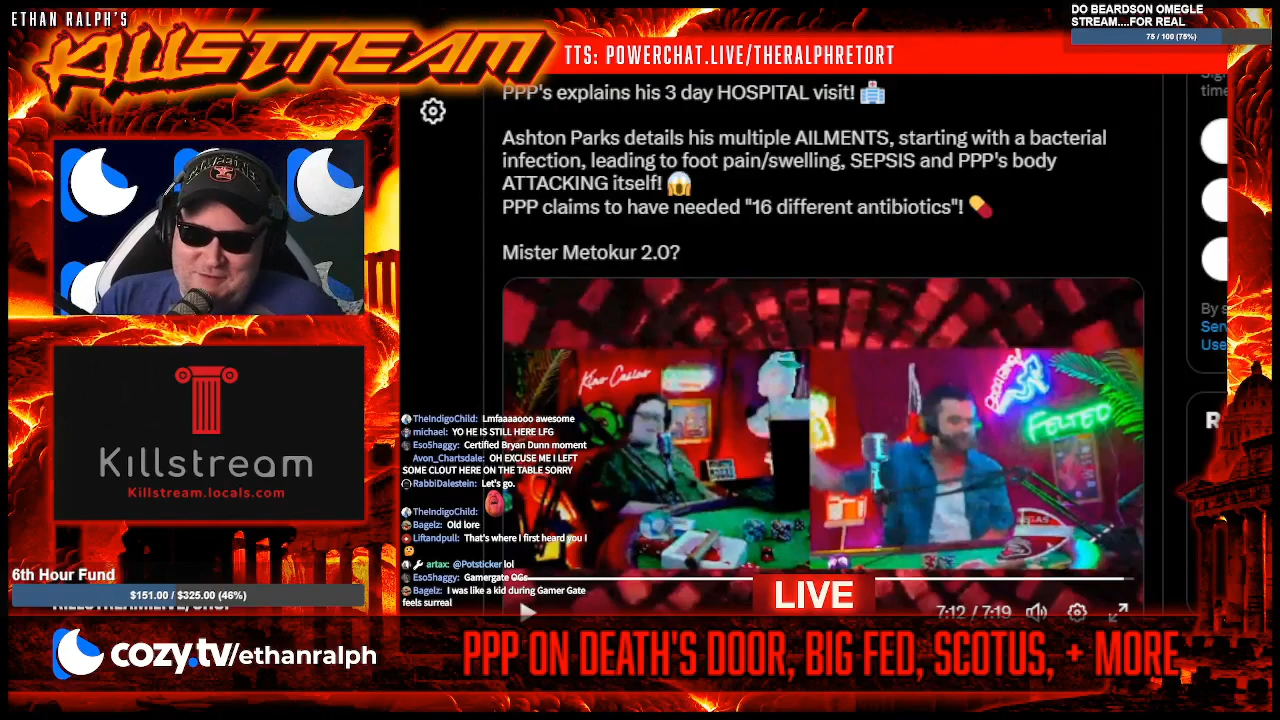 ETHAN RALPH'S
KILLSTREAM
TTS: POWERCHAT.LIVE/THERALPHRETORT
DO BEARDSON OMEGLE
STREAM....FOR REAL
75 / 100 (75%)
PPP's explains his 3 day HOSPITAL visit! 🏥
Ashton Parks details his multiple AILMENTS, starting with a bacterial
infection, leading to foot pain/swelling, SEPSIS and PPP's body
ATTACKING itself! 😱
PPP claims to have needed "16 different antibiotics"! 💊
Mister Metokur 2.0?
time
By s
Use
R
Killstream
Killstream.locals.com
Kino Casino
FELTED
TheIndigoChild: Lmfaaaaooo awesome
michael: YO HE IS STILL HERE LFG
Eso5haggy: Certified Bryan Dunn moment
Avon_Chartsdale: OH EXCUSE ME I LEFT
SOME CLOUT HERE ON THE TABLE SORRY
RabbiDalestein: Let's go.
TheIndigoChild:
Bagelz: Old lore
Liftandpull: That's where I first heard you I
🤔
artax: @Potsticker lol
Eso5haggy: Gamergate OGs
Bagelz: I was like a kid during Gamer Gate
feels surreal
6th Hour Fund
$151.00 / $325.00 (46%)
LIVE
7:12 / 7:19
cozy.tv/ethanralph
PPP ON DEATH'S DOOR, BIG FED, SCOTUS, + MORE